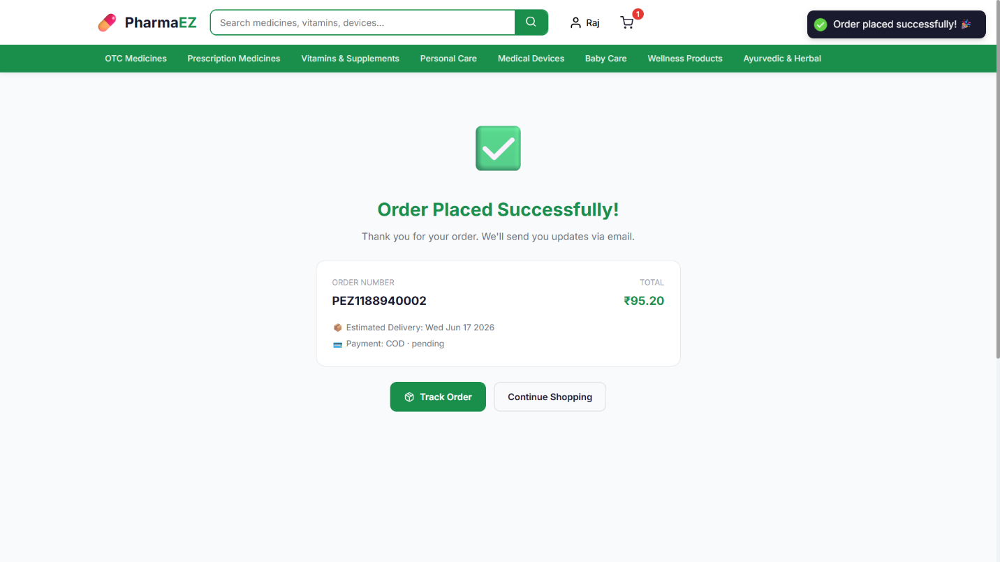 PharmaEZ
Search medicines, vitamins, devices...
Raj
1
Order placed successfully! 🎉
OTC Medicines
Prescription Medicines
Vitamins & Supplements
Personal Care
Medical Devices
Baby Care
Wellness Products
Ayurvedic & Herbal
Order Placed Successfully!
Thank you for your order. We'll send you updates via email.
ORDER NUMBER
TOTAL
PEZ1188940002
₹95.20
📦 Estimated Delivery: Wed Jun 17 2026
💳 Payment: COD · pending
Track Order
Continue Shopping